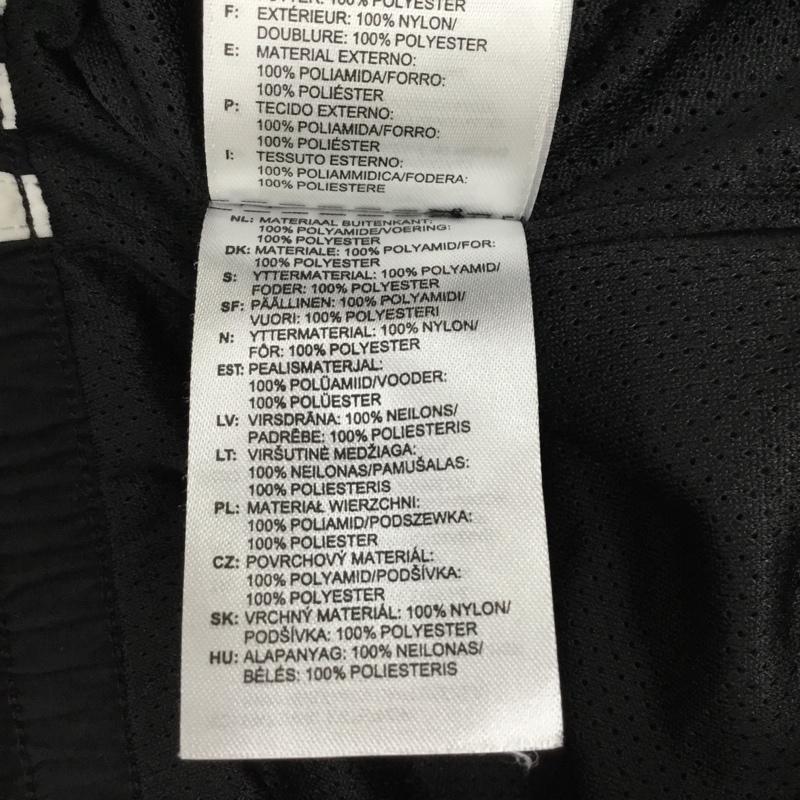 FUTTER: 100% POLYESTER
F: EXTÉRIEUR: 100% NYLON/
DOUBLURE: 100% POLYESTER
E: MATERIAL EXTERNO:
100% POLIAMIDA/FORRO:
100% POLIÉSTER
P: TECIDO EXTERNO:
100% POLIAMIDA/FORRO:
100% POLIÉSTER
I: TESSUTO ESTERNO:
100% POLIAMMIDICA/FODERA:
100% POLIESTERE
NL: MATERIAAL BUITENKANT:
100% POLYAMIDE/VOERING:
100% POLYESTER
DK: MATERIALE: 100% POLYAMID/FOR:
100% POLYESTER
S: YTTERMATERIAL: 100% POLYAMID/
FODER: 100% POLYESTER
SF: PÄÄLLINEN: 100% POLYAMIDI/
VUORI: 100% POLYESTERI
N: YTTERMATERIAL: 100% NYLON/
FÔR: 100% POLYESTER
EST: PEALISMATERJAL:
100% POLÜAMIID/VOODER:
100% POLÜESTER
LV: VIRSDRĀNA: 100% NEILONS/
PADRĒBE: 100% POLIESTERIS
LT: VIRŠUTINĖ MEDŽIAGA:
100% NEILONAS/PAMUŠALAS:
100% POLIESTERIS
PL: MATERIAŁ WIERZCHNI:
100% POLIAMID/PODSZEWKA:
100% POLIESTER
CZ: POVRCHOVÝ MATERIÁL:
100% POLYAMID/PODŠÍVKA:
100% POLYESTER
SK: VRCHNÝ MATERIÁL: 100% NYLON/
PODŠÍVKA: 100% POLYESTER
HU: ALAPANYAG: 100% NEILONAS/
BÉLÉS: 100% POLIESTERIS